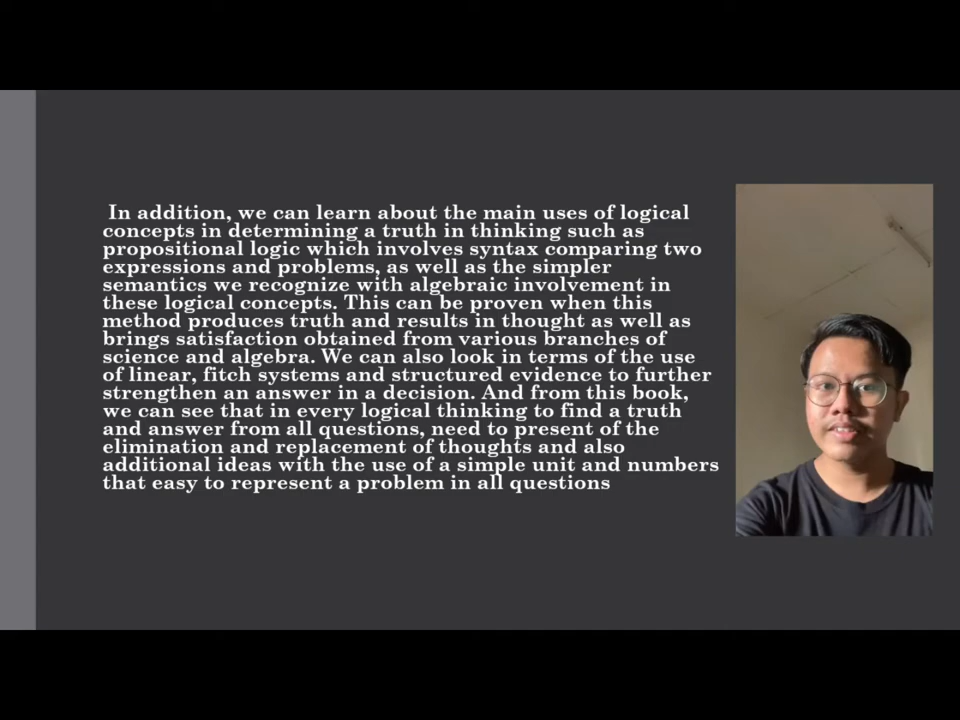 In addition, we can learn about the main uses of logical
concepts in determining a truth in thinking such as
propositional logic which involves syntax comparing two
expressions and problems, as well as the simpler
semantics we recognize with algebraic involvement in
these logical concepts. This can be proven when this
method produces truth and results in thought as well as
brings satisfaction obtained from various branches of
science and algebra. We can also look in terms of the use
of linear, fitch systems and structured evidence to further
strengthen an answer in a decision. And from this book,
we can see that in every logical thinking to find a truth
and answer from all questions, need to present of the
elimination and replacement of thoughts and also
additional ideas with the use of a simple unit and numbers
that easy to represent a problem in all questions